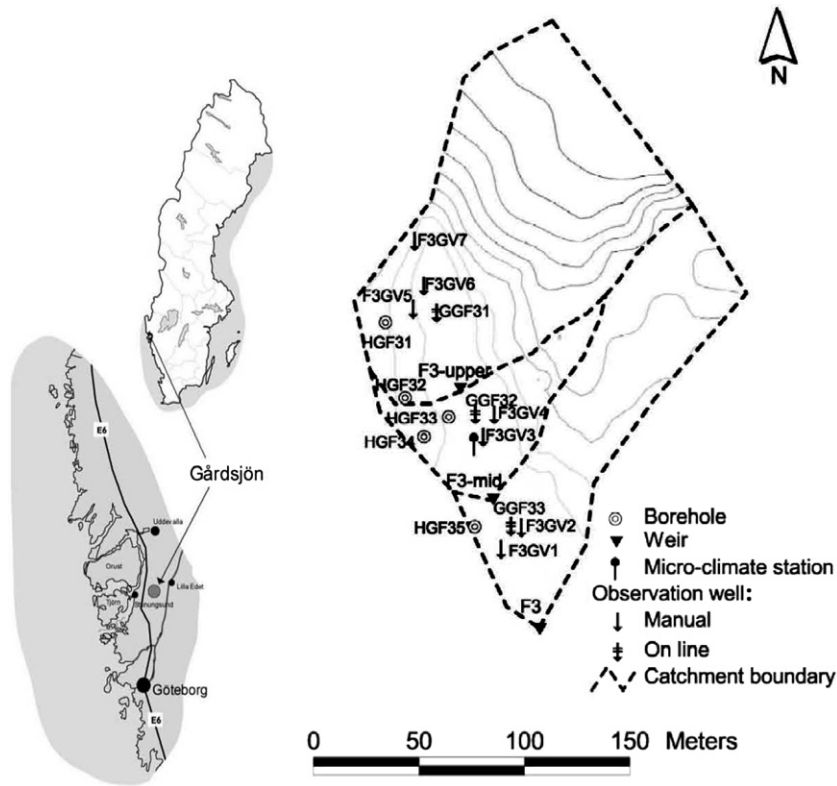 N
F3GV7
F3GV6
F3GV5
GGF31
HGF31
F3-upper
HGF32
GGF32
HGF33
F3GV4
HGF34
F3GV3
F3-mid
GGF33
HGF35
F3GV2
F3GV1
F3
E6
Gårdsjön
Uddevalla
Orust
Lilla Edet
Tjörn
Stenungsund
Göteborg
E6
Borehole
Weir
Micro-climate station
Observation well:
Manual
On line
Catchment boundary
0 50 100 150 Meters